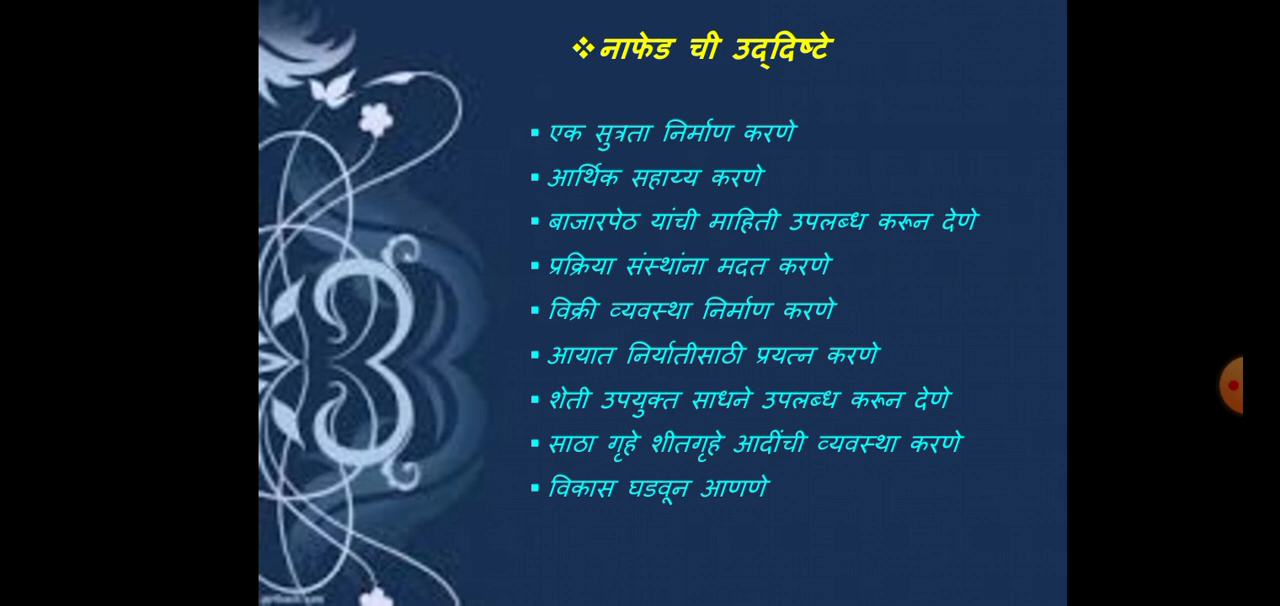 ❖नाफेड ची उद्दिष्टे
▪ एक सुत्रता निर्माण करणे
▪ आर्थिक सहाय्य करणे
▪ बाजारपेठ यांची माहिती उपलब्ध करून देणे
▪ प्रक्रिया संस्थांना मदत करणे
▪ विक्री व्यवस्था निर्माण करणे
▪ आयात निर्यातीसाठी प्रयत्न करणे
▪ शेती उपयुक्त साधने उपलब्ध करून देणे
▪ साठा गृहे शीतगृहे आदींची व्यवस्था करणे
▪ विकास घडवून आणणे